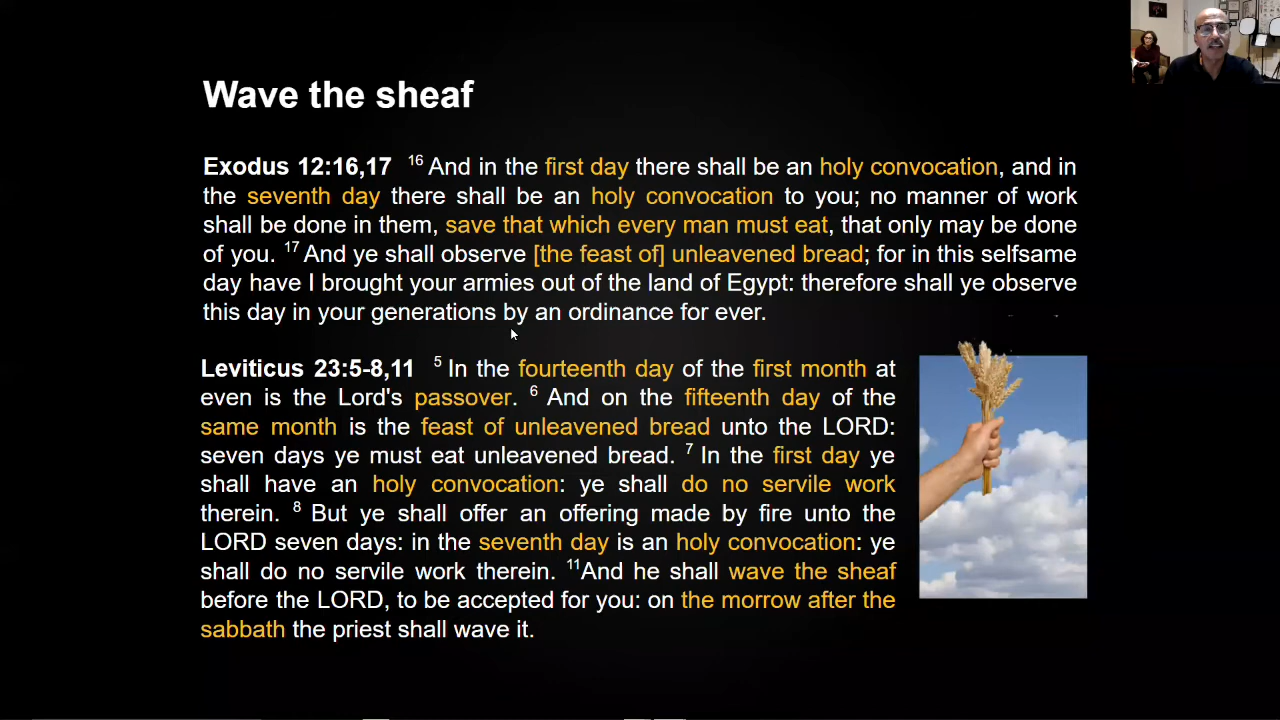 Wave the sheaf
Exodus 12:16,17 16 And in the first day there shall be an holy convocation, and in
the seventh day there shall be an holy convocation to you; no manner of work
shall be done in them, save that which every man must eat, that only may be done
of you. 17 And ye shall observe [the feast of] unleavened bread; for in this selfsame
day have I brought your armies out of the land of Egypt: therefore shall ye observe
this day in your generations by an ordinance for ever.
Leviticus 23:5-8,11 5 In the fourteenth day of the first month at
even is the Lord's passover. 6 And on the fifteenth day of the
same month is the feast of unleavened bread unto the LORD:
seven days ye must eat unleavened bread. 7 In the first day ye
shall have an holy convocation: ye shall do no servile work
therein. 8 But ye shall offer an offering made by fire unto the
LORD seven days: in the seventh day is an holy convocation: ye
shall do no servile work therein. 11And he shall wave the sheaf
before the LORD, to be accepted for you: on the morrow after the
sabbath the priest shall wave it.